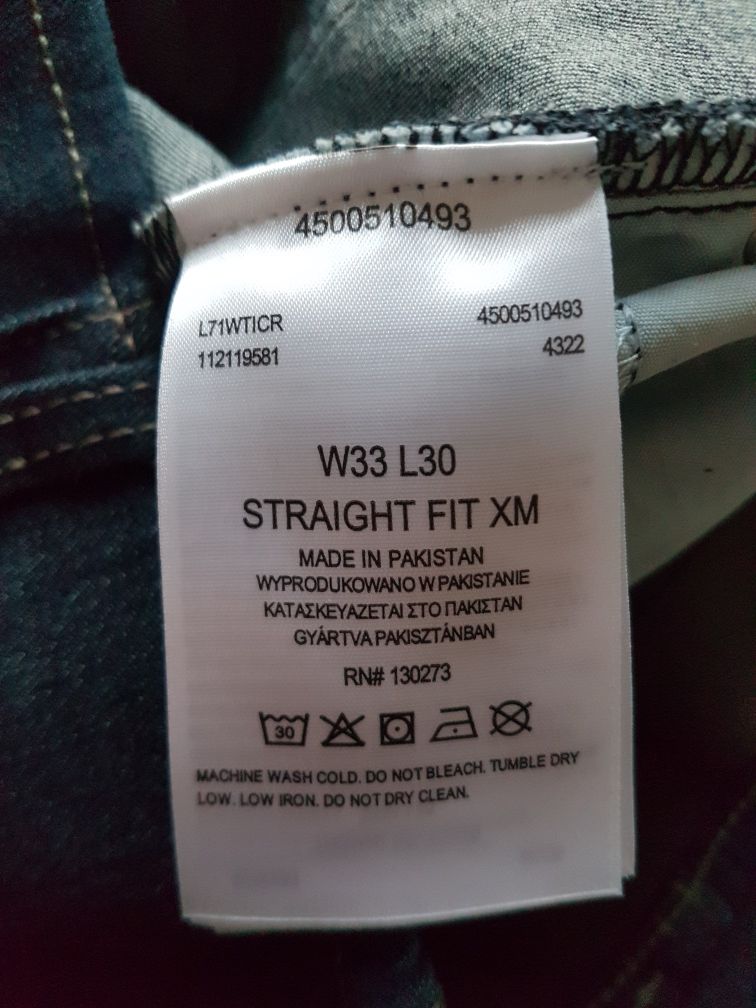 4500510493
L71WTICR 4500510493
112119581 4322
W33 L30
STRAIGHT FIT XM
MADE IN PAKISTAN
WYPRODUKOWANO W PAKISTANIE
ΚΑΤΑΣΚΕΥΑΖΕΤΑΙ ΣΤΟ ΠΑΚΙΣΤΑΝ
GYÁRTVA PAKISZTÁNBAN
RN# 130273
30
MACHINE WASH COLD. DO NOT BLEACH. TUMBLE DRY
LOW. LOW IRON. DO NOT DRY CLEAN.